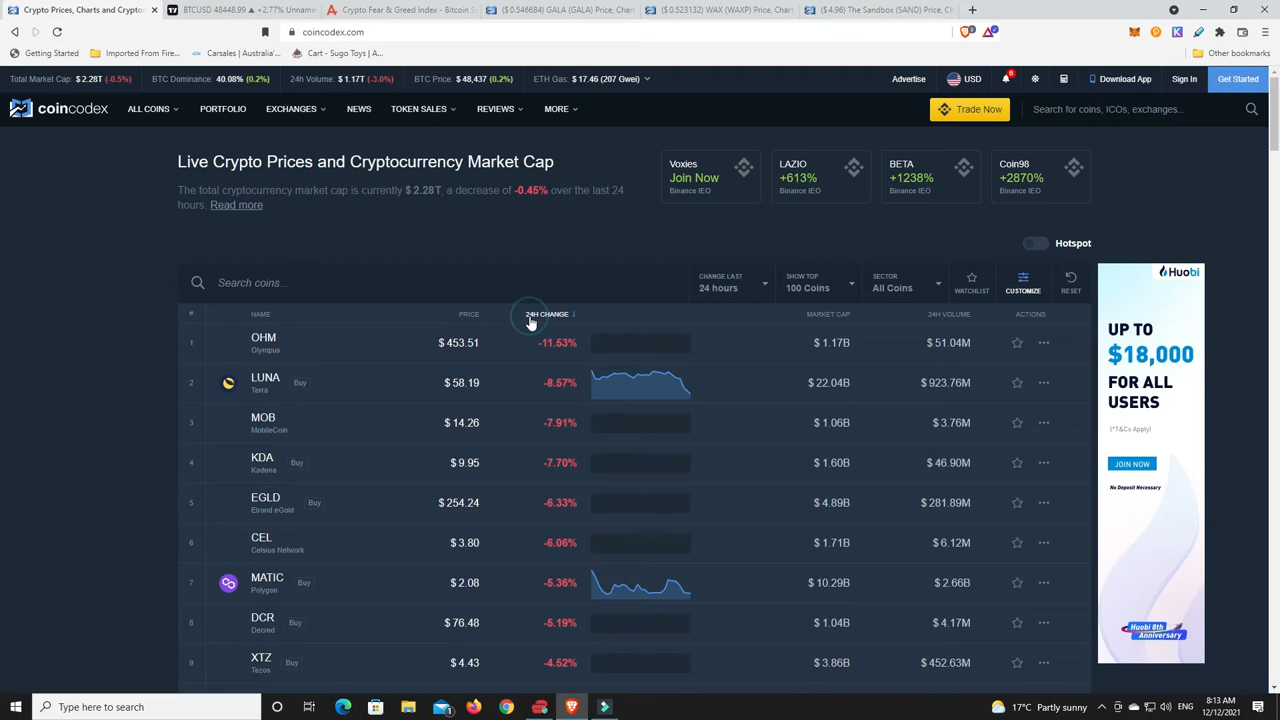 Crypto Prices, Charts and Cryptoc
BTCUSD 48448.99 ▲ +2.77% Unname
Crypto Fear & Greed Index - Bitcoin S
($ 0.546684) GALA (GALA) Price, Chart
($ 0.523132) WAX (WAXP) Price, Chart
($ 4.96) The Sandbox (SAND) Price, Ch
coincodex.com
Getting Started
Imported From Fire...
Carsales | Australia's...
Cart - Sugo Toys | A...
Other bookmarks
Total Market Cap: $ 2.28T (-0.5%)
BTC Dominance: 40.08% (0.2%)
24h Volume: $ 1.17T (-3.0%)
BTC Price: $ 48,437 (0.2%)
ETH Gas: $ 17.46 (207 Gwei)
Advertise
USD
6
Download App
Sign In
Get Started
coincodex
ALL COINS
PORTFOLIO
EXCHANGES
NEWS
TOKEN SALES
REVIEWS
MORE
Trade Now
Search for coins, ICOs, exchanges...
Live Crypto Prices and Cryptocurrency Market Cap
The total cryptocurrency market cap is currently $ 2.28T, a decrease of -0.45% over the last 24
hours. Read more
Voxies
Join Now
Binance IEO
LAZIO
+613%
Binance IEO
BETA
+1238%
Binance IEO
Coin98
+2870%
Binance IEO
Hotspot
Search coins...
CHANGE LAST
24 hours
SHOW TOP
100 Coins
SECTOR
All Coins
WATCHLIST
CUSTOMIZE
RESET
# NAME PRICE 24H CHANGE ↓ MARKET CAP 24H VOLUME ACTIONS
1 OHM $ 453.51 -11.53% $ 1.17B $ 51.04M
Olympus
2 LUNA Buy $ 58.19 -8.57% $ 22.04B $ 923.76M
Terra
3 MOB $ 14.26 -7.91% $ 1.06B $ 3.76M
MobileCoin
4 KDA Buy $ 9.95 -7.70% $ 1.60B $ 46.90M
Kadena
5 EGLD Buy $ 254.24 -6.33% $ 4.89B $ 281.89M
Elrond eGold
6 CEL $ 3.80 -6.06% $ 1.71B $ 6.12M
Celsius Network
7 MATIC Buy $ 2.08 -5.36% $ 10.29B $ 2.66B
Polygon
8 DCR Buy $ 76.48 -5.19% $ 1.04B $ 4.17M
Decred
9 XTZ Buy $ 4.43 -4.52% $ 3.86B $ 452.63M
Tezos
Huobi
UP TO
$18,000
FOR ALL
USERS
[*T&Cs Apply]
JOIN NOW
No Deposit Necessary
Huobi 8th
Anniversary
Type here to search
17°C Partly sunny
ENG
8:13 AM
12/12/2021